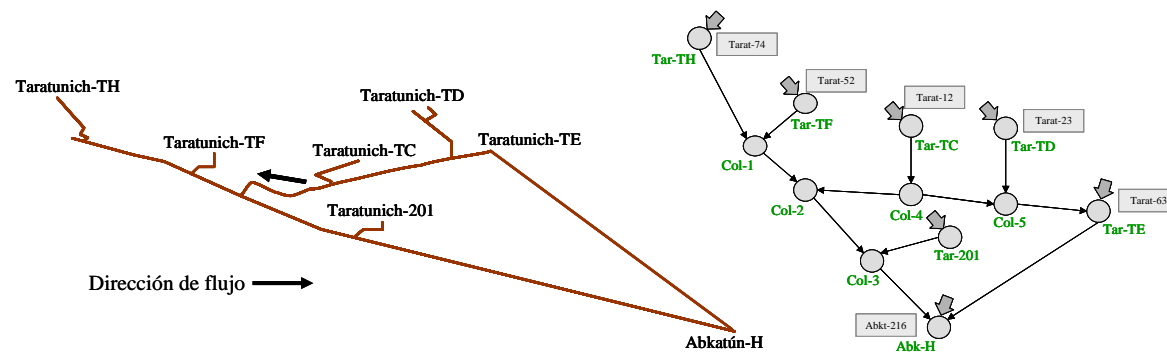 Taratunich-TH
Taratunich-TD
Taratunich-TF
Taratunich-TC
Taratunich-TE
Taratunich-201
Dirección de flujo
Abkatún-H
Tarat-74
Tar-TH
Tarat-52
Tar-TF
Tarat-12
Tar-TC
Tarat-23
Tar-TD
Col-1
Col-2
Col-4
Col-5
Tarat-63
Tar-TE
Tar-201
Col-3
Abkt-216
Abk-H